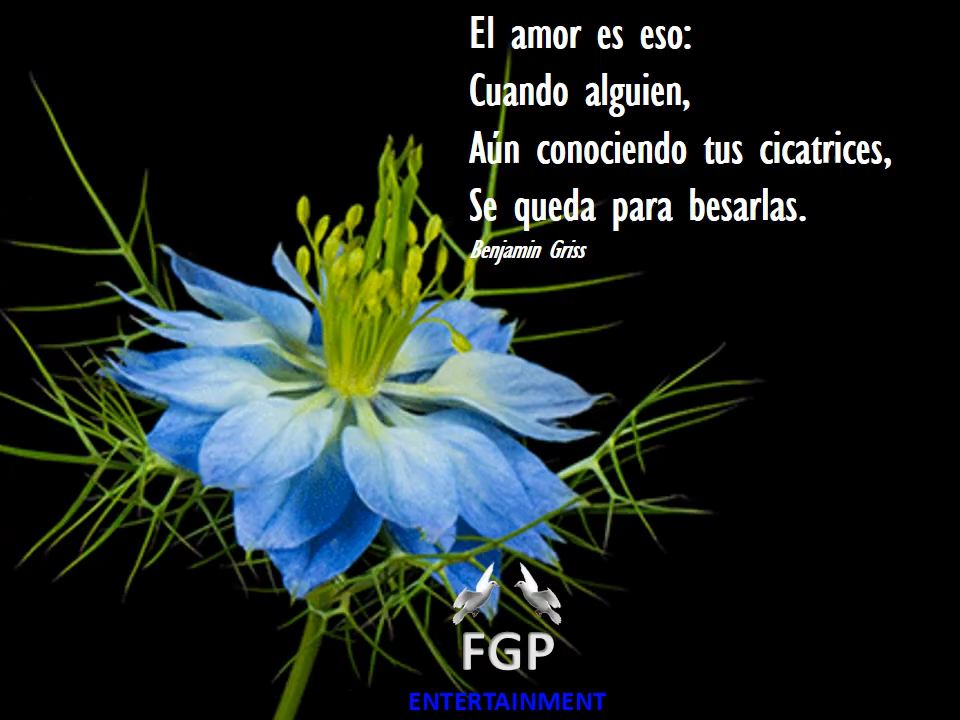 El amor es eso:
Cuando alguien,
Aún conociendo tus cicatrices,
Se queda para besarlas.
Benjamin Griss
FGP
ENTERTAINMENT